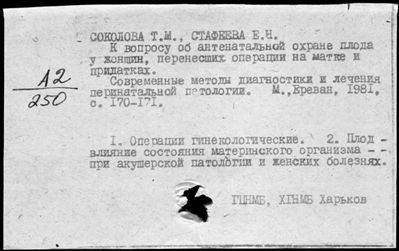 СОКОЛОВА Т.М., СТАФЕЕВА Е.Н.
К вопросу об антенатальной охране плода
у женщин, перенесших операции на матке и
придатках.
А2
250
Современные методы диагностики и лечения
перинатальной петологии. М.,Ереван, 1981,
с. 170-171.
1. Операции гинекологические. 2. Плод -
влияние состояния материнского организма - -
при акушерской патологии и женских болезнях.
ГЦНМБ, ХГНМБ Харьков